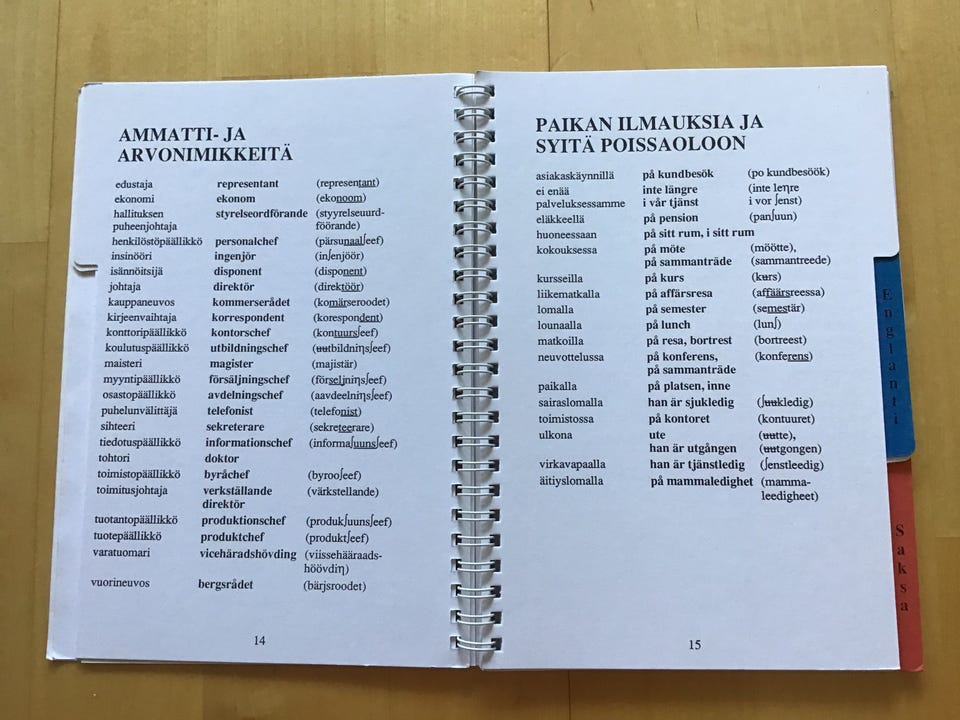 AMMATTI- JA
ARVONIMIKKEITÄ
edustaja representant (representant)
ekonomi ekonom (ekonoom)
hallituksen styrelseordförande (styyrelseuurd-
puheenjohtaja föörande)
henkilöstöpäällikkö personalchef (pärsunaalʃeef)
insinööri ingenjör (inʃenjöör)
isännöitsijä disponent (disponent)
johtaja direktör (direktöör)
kauppaneuvos kommerserådet (komärseroodet)
kirjeenvaihtaja korrespondent (korespondent)
konttoripäällikkö kontorschef (kontuursʃeef)
koulutuspäällikkö utbildningschef (ʉʉtbildniŋsʃeef)
maisteri magister (majistär)
myyntipäällikkö försäljningschef (förseljniŋsʃeef)
osastopäällikkö avdelningschef (aavdeelniŋsʃeef)
puhelunvälittäjä telefonist (telefonist)
sihteeri sekreterare (sekreteerare)
tiedotuspäällikkö informationschef (informaʃuunsʃeef)
tohtori doktor
toimistopäällikkö byråchef (byrooʃeef)
toimitusjohtaja verkställande (värkstellande)
direktör
tuotantopäällikkö produktionschef (produkʃuunsʃeef)
tuotepäällikkö produktchef (produktʃeef)
varatuomari vicehäradshövding (viissehääraads-
höövdiŋ)
vuorineuvos bergsrådet (bärjsroodet)
14
PAIKAN ILMAUKSIA JA
SYITÄ POISSAOLOON
asiakaskäynnillä på kundbesök (po kundbesöök)
ei enää inte längre (inte leŋre
palveluksessamme i vår tjänst i vor ʃenst)
eläkkeellä på pension (panʃuun)
huoneessaan på sitt rum, i sitt rum
kokouksessa på möte (möötte),
på sammanträde (sammantreede)
kursseilla på kurs (kʉrs)
liikematkalla på affärsresa (affäärsreessa)
lomalla på semester (semestär)
lounaalla på lunch (lunʃ)
matkoilla på resa, bortrest (bortreest)
neuvottelussa på konferens, (konferens)
på sammanträde
paikalla på platsen, inne
sairaslomalla han är sjukledig (ʃʉʉkledig)
toimistossa på kontoret (kontuuret)
ulkona ute (ʉʉtte),
han är utgången (ʉʉtgongen)
virkavapaalla han är tjänstledig (ʃenstleedig)
äitiyslomalla på mammaledighet (mamma-
leedigheet)
15
Englanti
Saksa